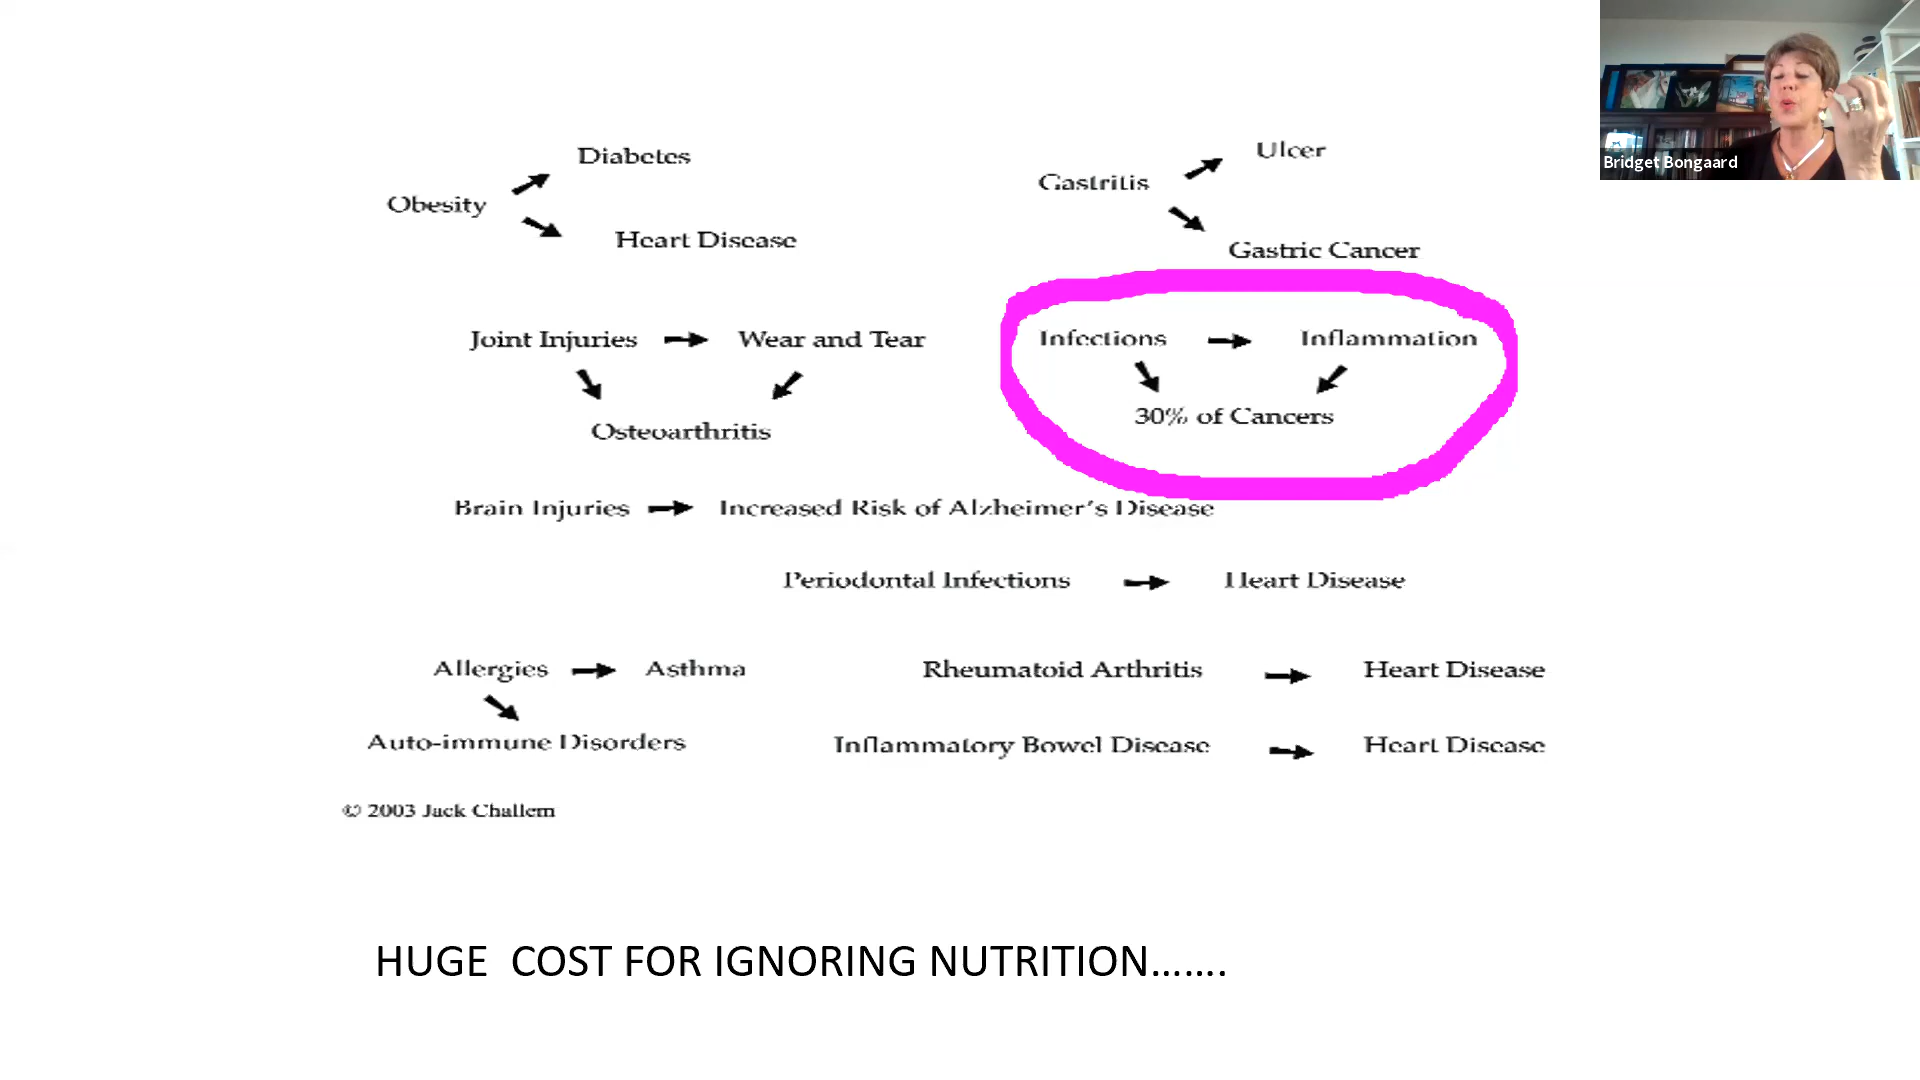 Bridget Bongaard
Diabetes
Obesity
Heart Disease
Ulcer
Gastritis
Gastric Cancer
Joint Injuries
Wear and Tear
Osteoarthritis
Infections
Inflammation
30% of Cancers
Brain Injuries
Increased Risk of Alzheimer's Disease
Periodontal Infections
Heart Disease
Allergies
Asthma
Auto-immune Disorders
Rheumatoid Arthritis
Heart Disease
Inflammatory Bowel Disease
Heart Disease
© 2003 Jack Challem
HUGE  COST FOR IGNORING NUTRITION.......